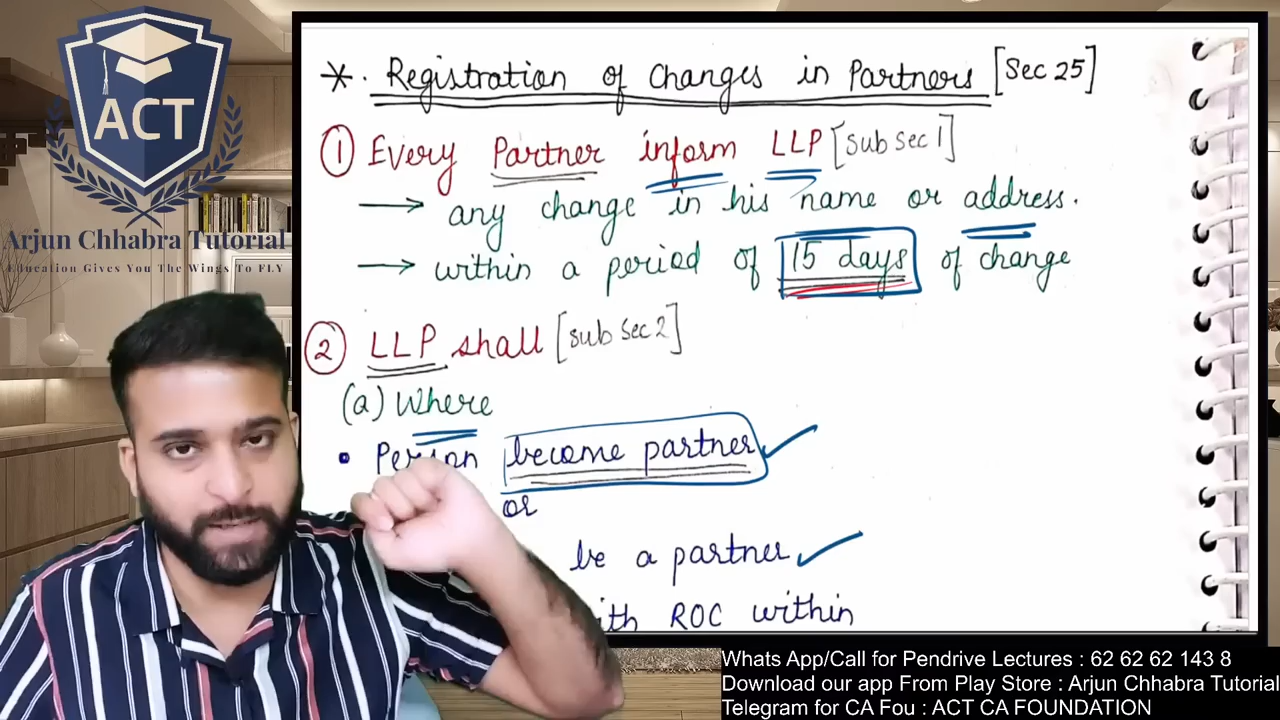 ACT
Arjun Chhabra Tutorial
Education Gives You The Wings To FLY
*. Registration of Changes in Partners [Sec 25]
① Every Partner inform LLP [Sub Sec 1]
→ any change in his name or address.
→ within a period of 15 days of change
② LLP shall [Sub Sec 2]
(a) Where
• Person become partner
or
be a partner
ith ROC within
Whats App/Call for Pendrive Lectures : 62 62 62 143 8
Download our app From Play Store : Arjun Chhabra Tutorial
Telegram for CA Fou : ACT CA FOUNDATION